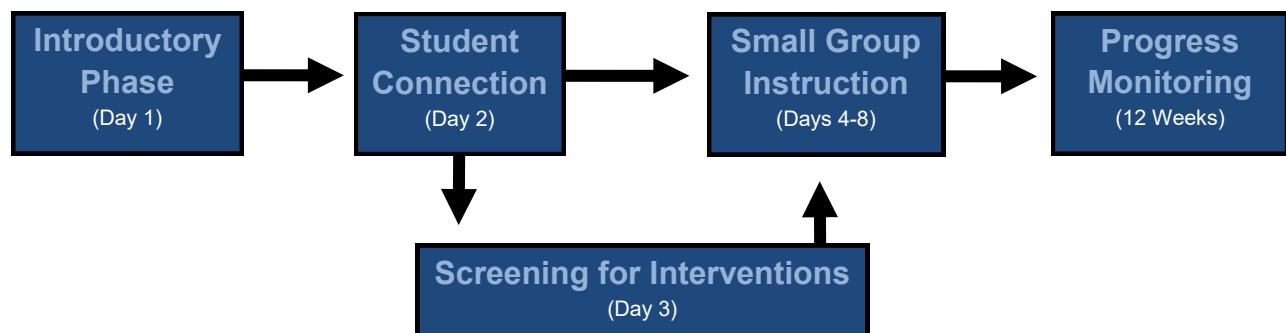 Introductory
Phase
(Day 1)
Student
Connection
(Day 2)
Small Group
Instruction
(Days 4-8)
Progress
Monitoring
(12 Weeks)
Screening for Interventions
(Day 3)